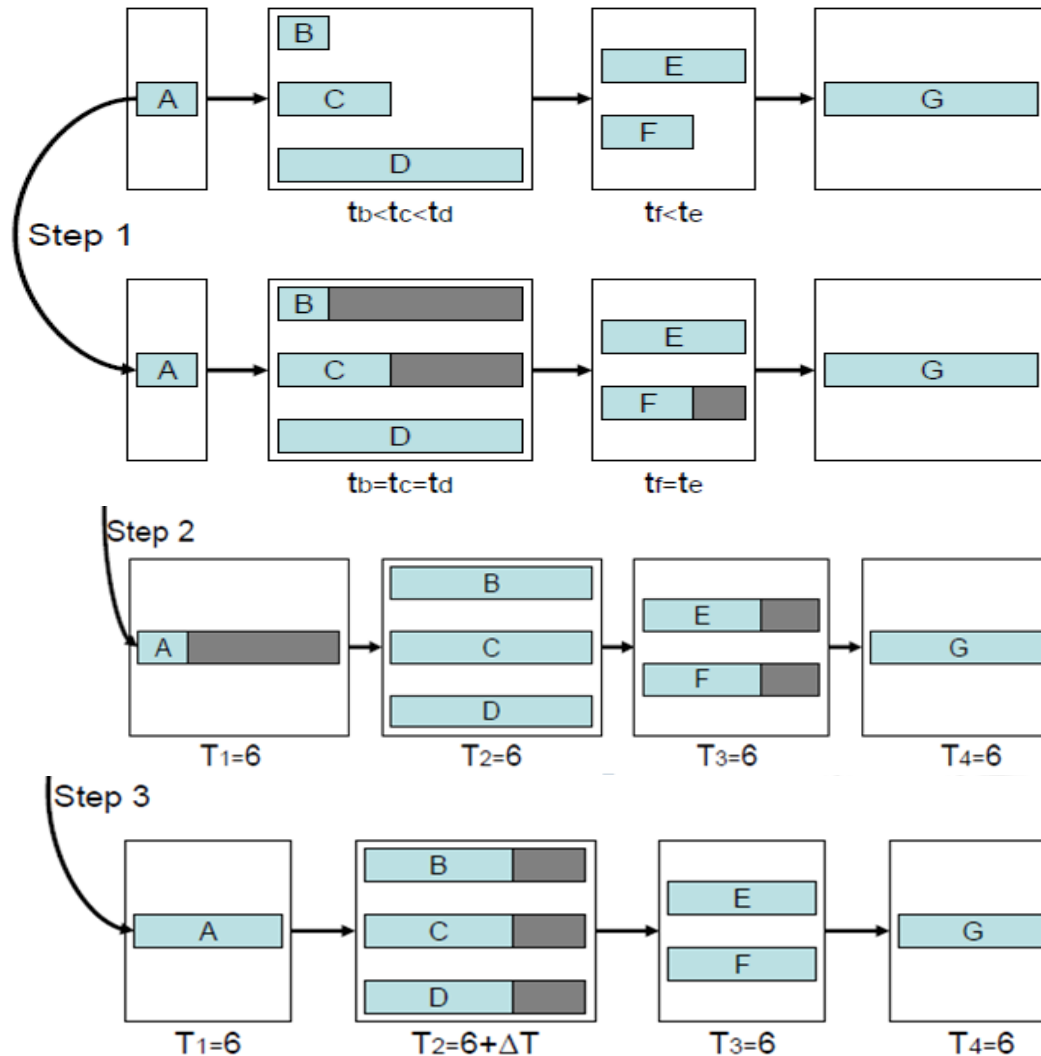 B
A C E G
F
D
tb<tc<td tf<te
Step 1
B
A C E G
F
D
tb=tc=td tf=te
Step 2
B
E
A C G
F
D
T1=6 T2=6 T3=6 T4=6
Step 3
B
E
A C G
F
D
T1=6 T2=6+ΔT T3=6 T4=6